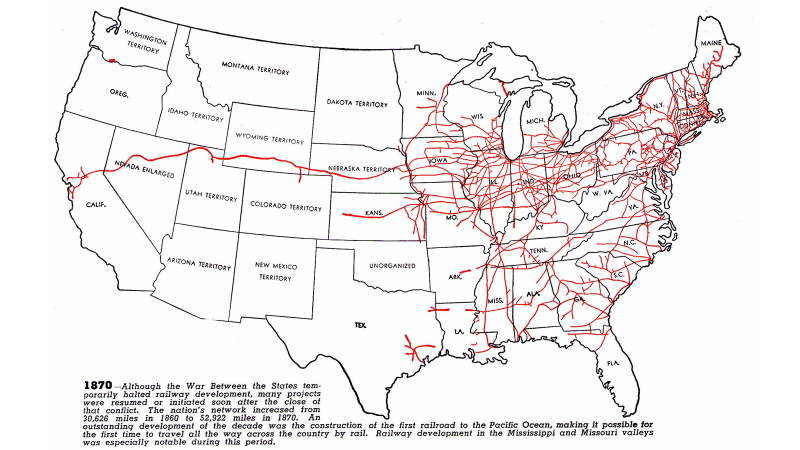 WASHINGTON
TERRITORY
MAINE
MONTANA TERRITORY
MINN.
DAKOTA TERRITORY
OREG.
VT.
N.Y.
MASS.
CONN.
WIS.
MICH.
IDAHO TERRITORY
WYOMING TERRITORY
PA.
IOWA
NEBRASKA TERRITORY
NEVADA ENLARGED
OHIO
IND.
ILL.
W. VA.
UTAH TERRITORY
COLORADO TERRITORY
CALIF.
KANS.
MO.
VA.
KY
N.C.
TENN.
ARIZONA TERRITORY
NEW MEXICO
TERRITORY
UNORGANIZED
ARK.
S.C.
MISS.
ALA.
GA.
TEX.
LA.
FLA.
1870—Although the War Between the States tem-
porarily halted railway development, many projects
were resumed or initiated soon after the close of
that conflict. The nation's network increased from
30,626 miles in 1860 to 52,922 miles in 1870. An
outstanding development of the decade was the construction of the first railroad to the Pacific Ocean, making it possible for
the first time to travel all the way across the country by rail. Railway development in the Mississippi and Missouri valleys
was especially notable during this period.